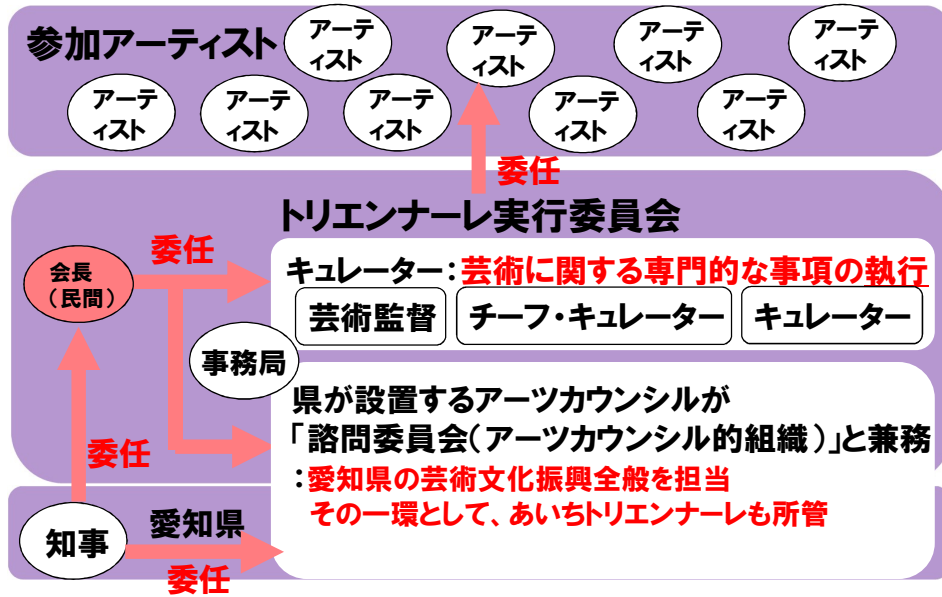 参加アーティスト
アーテ
ィスト
アーテ
ィスト
アーテ
ィスト
アーテ
ィスト
アーテ
ィスト
アーテ
ィスト
アーテ
ィスト
アーテ
ィスト
アーテ
ィスト
委任
トリエンナーレ実行委員会
会長
（民間）
委任
キュレーター：芸術に関する専門的な事項の執行
芸術監督
チーフ・キュレーター
キュレーター
事務局
県が設置するアーツカウンシルが
「諮問委員会（アーツカウンシル的組織）」と兼務
：愛知県の芸術文化振興全般を担当
その一環として、あいちトリエンナーレも所管
委任
知事
愛知県
委任